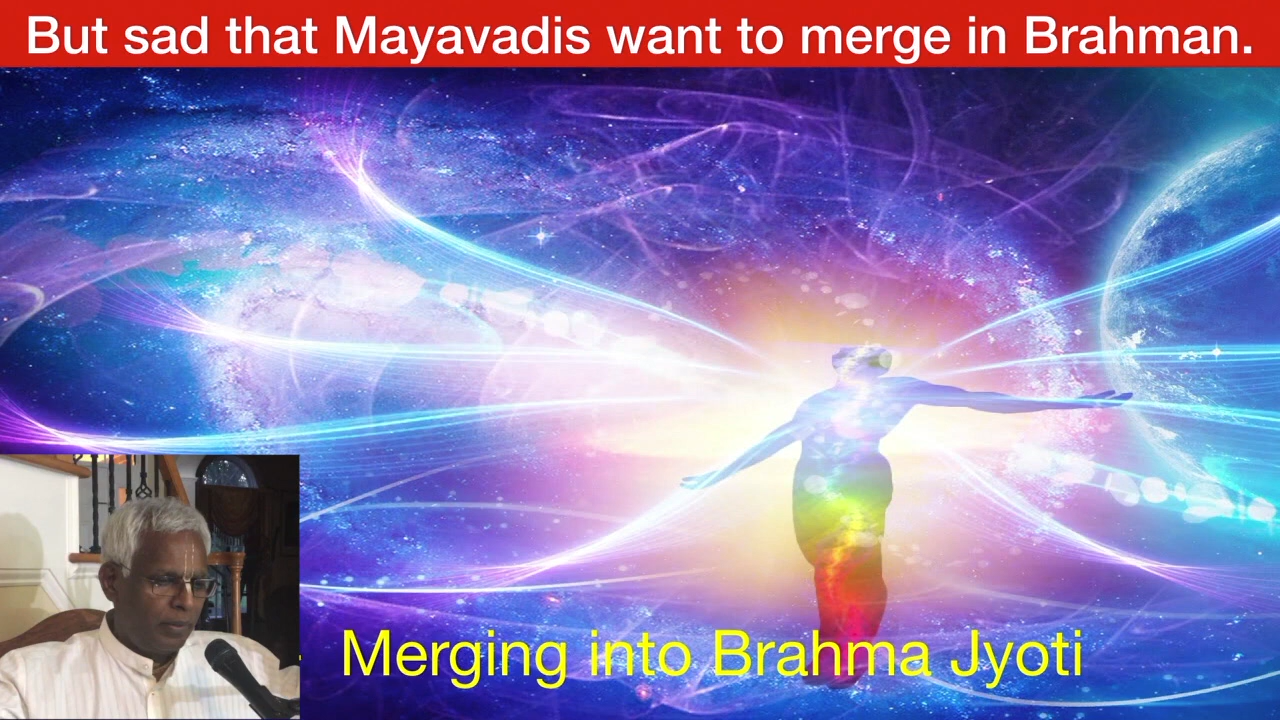 But sad that Mayavadis want to merge in Brahman.
Merging into Brahma Jyoti